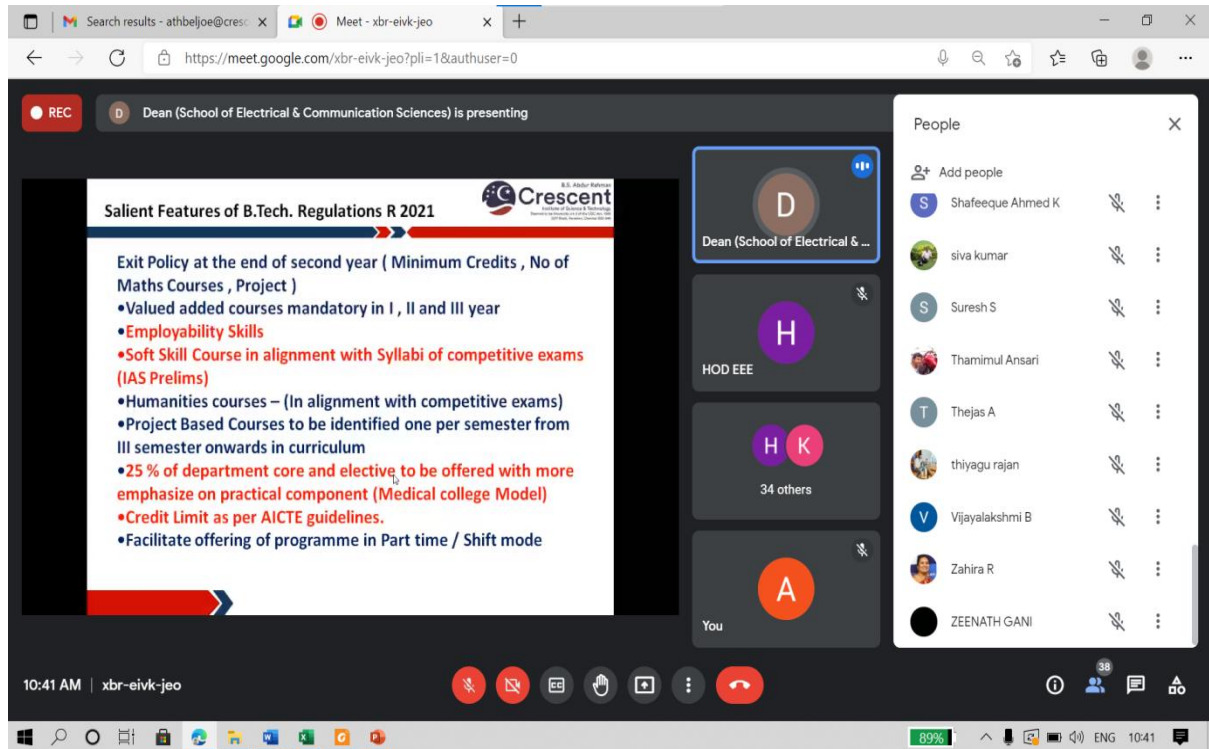 Search results - athbeljoe@cresc
Meet - xbr-eivk-jeo
https://meet.google.com/xbr-eivk-jeo?pli=1&authuser=0
REC
D
Dean (School of Electrical & Communication Sciences) is presenting
Salient Features of B.Tech. Regulations R 2021
B.S. Abdur Rahman
Crescent
Institute of Science & Technology
Exit Policy at the end of second year ( Minimum Credits , No of
Maths Courses , Project )
•Valued added courses mandatory in I , II and III year
•Employability Skills
•Soft Skill Course in alignment with Syllabi of competitive exams
(IAS Prelims)
•Humanities courses – (In alignment with competitive exams)
•Project Based Courses to be identified one per semester from
III semester onwards in curriculum
•25 % of department core and elective to be offered with more
emphasize on practical component (Medical college Model)
•Credit Limit as per AICTE guidelines.
•Facilitate offering of programme in Part time / Shift mode
D
Dean (School of Electrical & ...
H
HOD EEE
H K
34 others
A
You
People
Add people
S Shafeeque Ahmed K
siva kumar
S Suresh S
Thamimul Ansari
T Thejas A
thiyagu rajan
V Vijayalakshmi B
Zahira R
ZEENATH GANI
10:41 AM | xbr-eivk-jeo
CC
38
89%
ENG 10:41